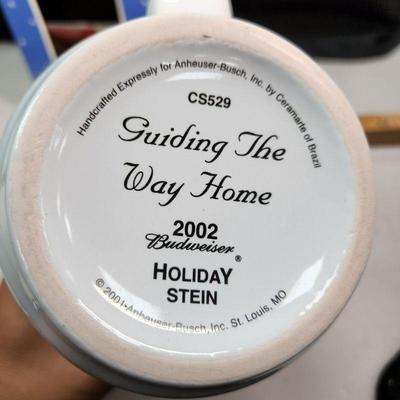 Handcrafted Expressly for Anheuser-Busch, Inc. by Ceramarte of Brazil
CS529
Guiding The
Way Home
2002
Budweiser®
HOLIDAY
STEIN
© 2001 Anheuser-Busch, Inc. St. Louis, MO